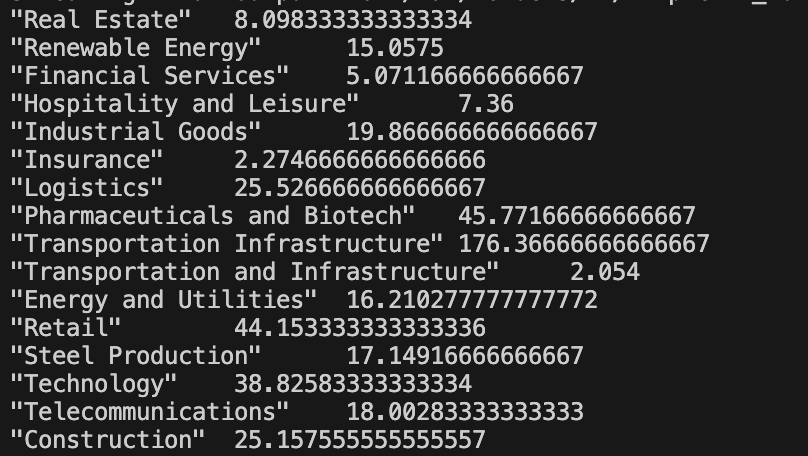 "Real Estate"	8.098333333333334
"Renewable Energy"	15.0575
"Financial Services"	5.071166666666667
"Hospitality and Leisure"	7.36
"Industrial Goods"	19.866666666666667
"Insurance"	2.2746666666666666
"Logistics"	25.526666666666667
"Pharmaceuticals and Biotech"	45.77166666666667
"Transportation Infrastructure"	176.36666666666667
"Transportation and Infrastructure"	2.054
"Energy and Utilities"	16.210277777777772
"Retail"	44.153333333333336
"Steel Production"	17.14916666666667
"Technology"	38.82583333333334
"Telecommunications"	18.00283333333333
"Construction"	25.157555555555557